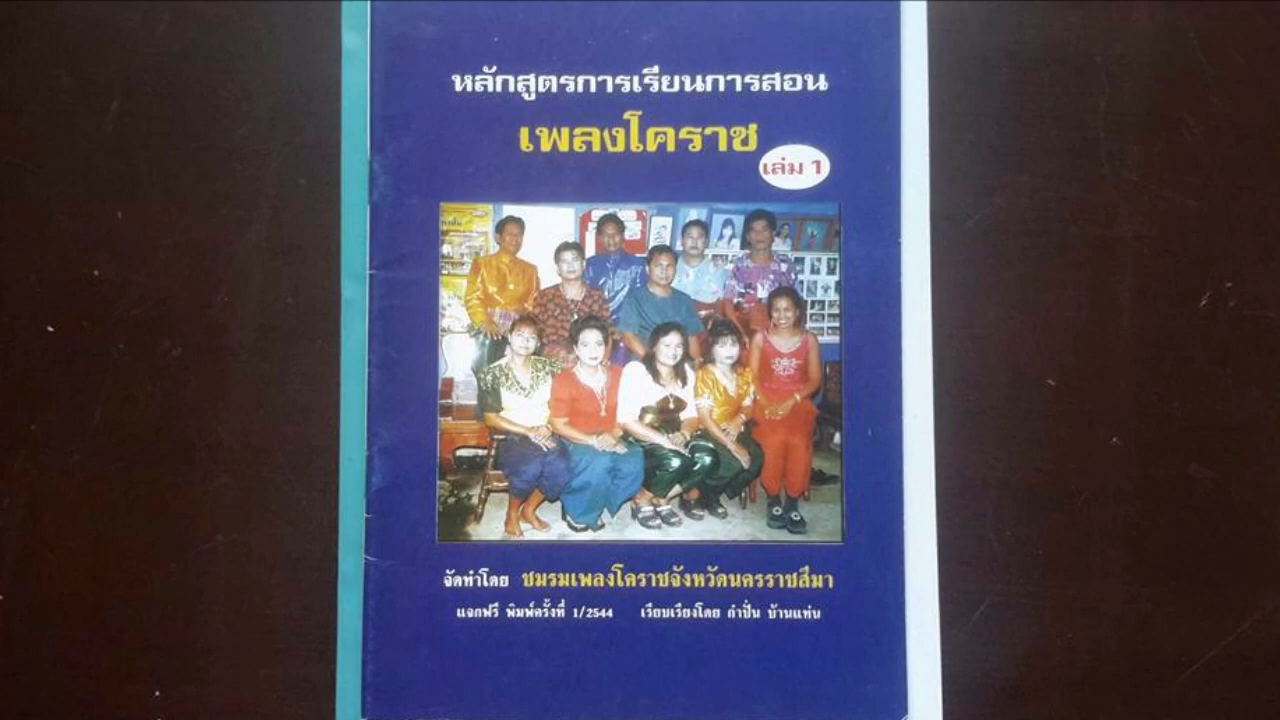 หลักสูตรการเรียนการสอน
เพลงโคราช
เล่ม 1
จัดทำโดย ชมรมเพลงโคราชจังหวัดนครราชสีมา
แจกฟรี พิมพ์ครั้งที่ 1/2544 เรียบเรียงโดย กำปั่น บ้านแท่น